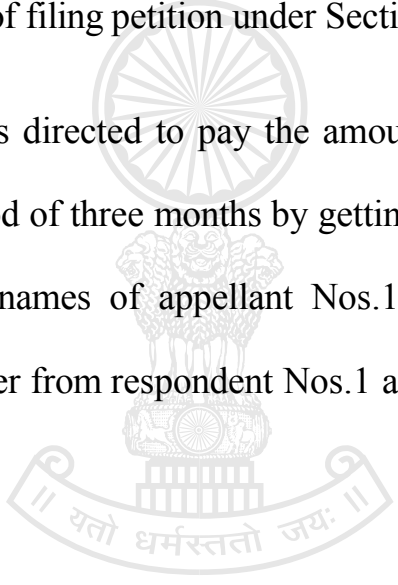 of filing petition under Secti
s directed to pay the amou
od of three months by gettin
names of appellant Nos.1
er from respondent Nos.1 a
॥ यतो धर्मस्ततो जयः ॥